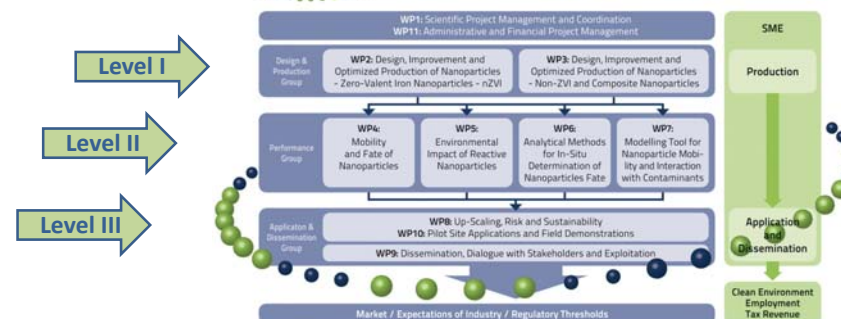 WP1: Scientific Project Management and Coordination
WP11: Administrative and Financial Project Management
SME
Level I
Design &
Production
Group
WP2: Design, Improvement and
Optimized Production of Nanoparticles
- Zero-Valent Iron Nanoparticles - nZVI
WP3: Design, Improvement and
Optimized Production of Nanoparticles
- Non-ZVI and Composite Nanoparticles
Production
Level II
Performance
Group
WP4:
Mobility
and Fate of
Nanoparticles
WP5:
Environmental
Impact of Reactive
Nanoparticles
WP6:
Analytical Methods
for In-Situ
Determination of
Nanoparticles Fate
WP7:
Modelling Tool for
Nanoparticle Mobi-
lity and Interaction
with Contaminants
Level III
Applicaton &
Dissemination
Group
WP8: Up-Scaling, Risk and Sustainability
WP10: Pilot Site Applications and Field Demonstrations
WP9: Dissemination, Dialogue with Stakeholders and Exploitation
Application
and
Dissemination
Market / Expectations of Industry / Regulatory Thresholds
Clean Environment
Employment
Tax Revenue